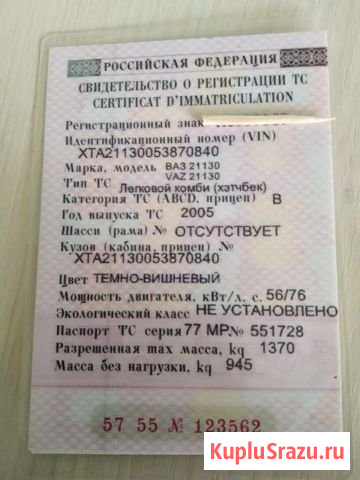 РОССИЙСКАЯ ФЕДЕРАЦИЯ
СВИДЕТЕЛЬСТВО О РЕГИСТРАЦИИ ТС
CERTIFICAT D'IMMATRICULATION
Регистрационный знак
Идентификационный номер (VIN)
XTA21130053870840
Марка, модель ВАЗ 21130
VAZ 21130
Тип ТС Легковой комби (хэтчбек)
Категория ТС (ABCD, прицеп) B
Год выпуска ТС 2005
Шасси (рама) № ОТСУТСТВУЕТ
Кузов (кабина, прицеп) №
XTA21130053870840
Цвет ТЕМНО-ВИШНЕВЫЙ
Мощность двигателя, кВт/л. с. 56/76
Экологический класс НЕ УСТАНОВЛЕНО
Паспорт ТС серия 77 МР № 551728
Разрешенная max масса, kg 1370
Масса без нагрузки, kg 945
57 55 № 123562
KupluSrazu.ru